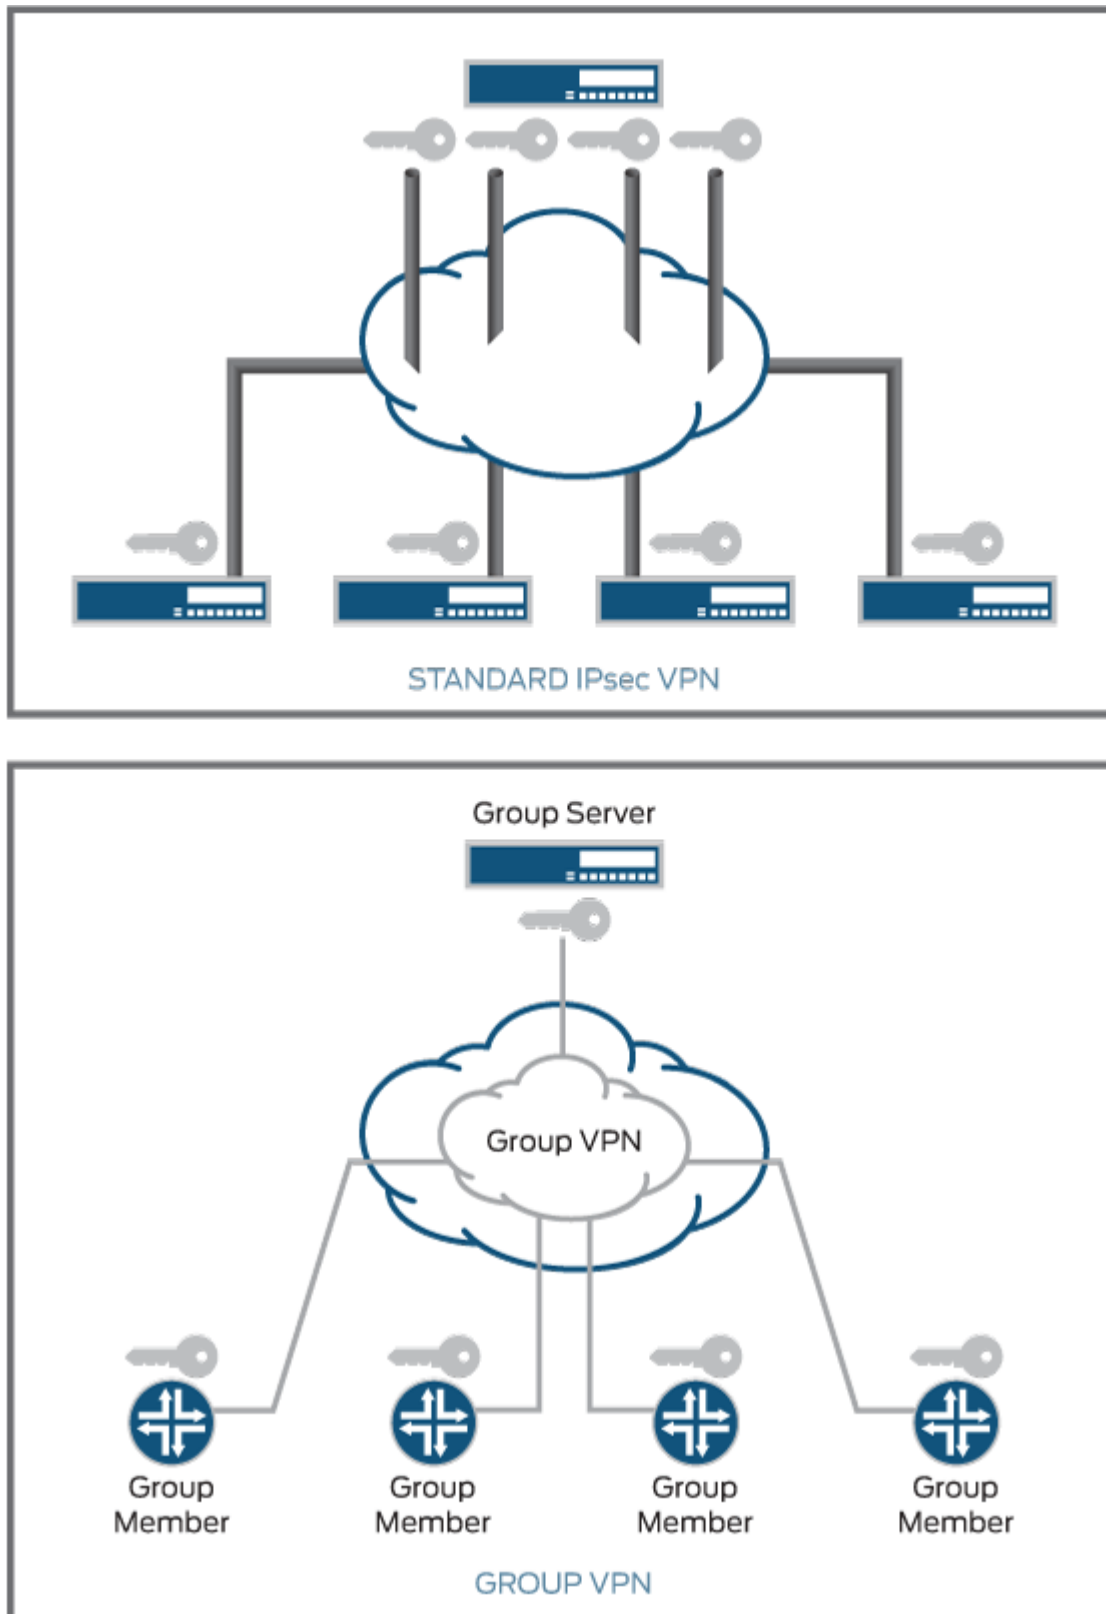 STANDARD IPsec VPN
Group Server
Group VPN
Group
Member
Group
Member
Group
Member
Group
Member
GROUP VPN